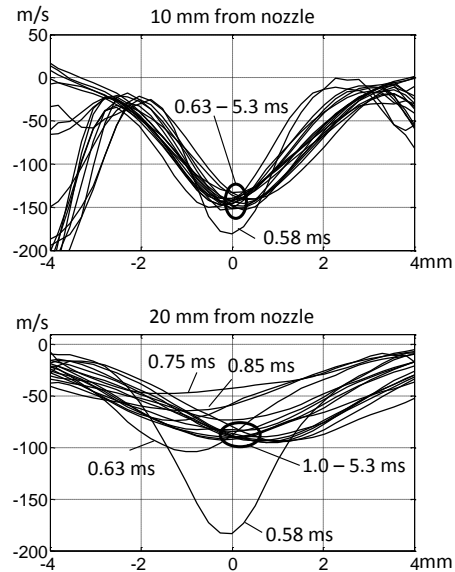 10 mm from nozzle
m/s
50
0
-50
-100
-150
-200
0.63 – 5.3 ms
0.58 ms
-4
-2
0
2
4mm
20 mm from nozzle
m/s
0
-50
-100
-150
-200
0.75 ms
0.85 ms
0.63 ms
1.0 – 5.3 ms
0.58 ms
-4
-2
0
2
4mm